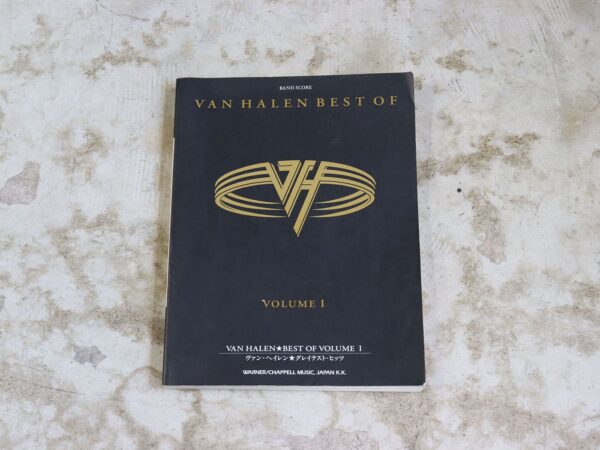 BAND SCORE
VAN HALEN BEST OF
VH
VOLUME I
VAN HALEN★BEST OF VOLUME I
ヴァン・ヘイレン★グレイテスト・ヒッツ
WARNER/CHAPPELL MUSIC, JAPAN K.K.